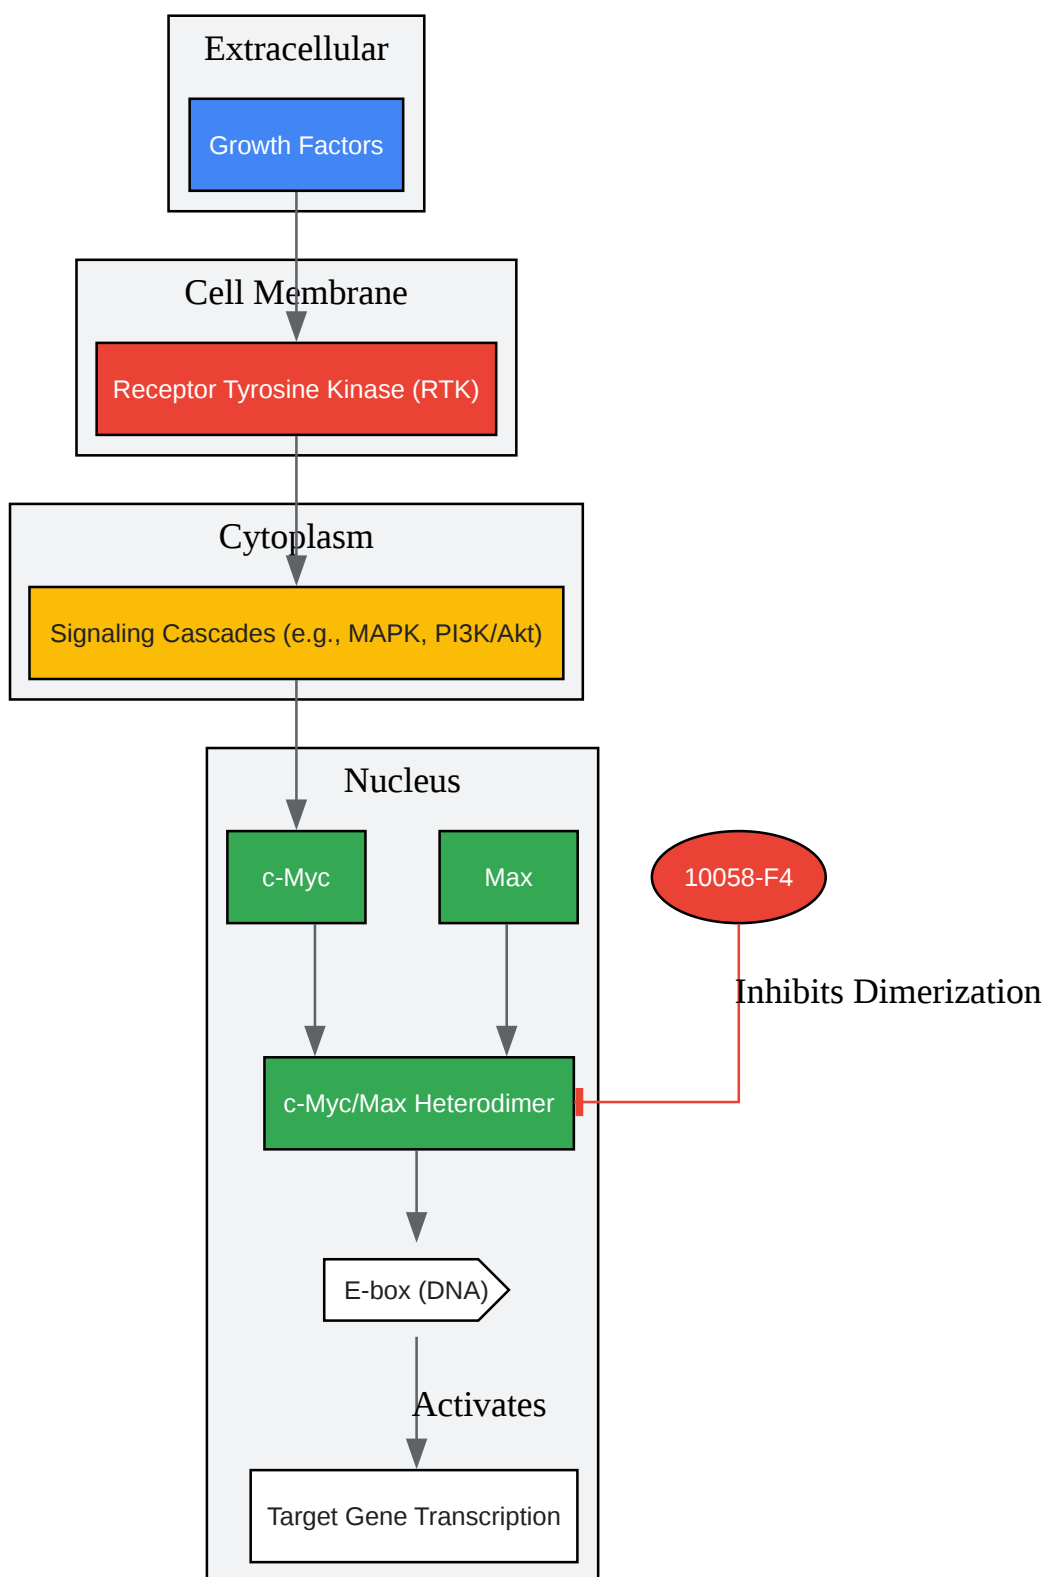 Extracellular
Growth Factors
Cell Membrane
Receptor Tyrosine Kinase (RTK)
Cytoplasm
Signaling Cascades (e.g., MAPK, PI3K/Akt)
Nucleus
c-Myc
Max
10058-F4
Inhibits Dimerization
c-Myc/Max Heterodimer
E-box (DNA)
Activates
Target Gene Transcription